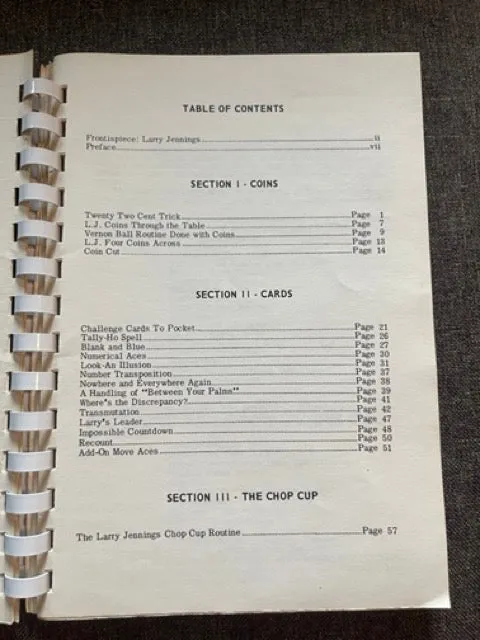 TABLE OF CONTENTS
Frontispiece: Larry Jennings ii
Preface vii
SECTION I - COINS
Twenty Two Cent Trick Page 1
L.J. Coins Through the Table Page 7
Vernon Ball Routine Done with Coins Page 9
L.J. Four Coins Across Page 13
Coin Cut Page 14
SECTION II - CARDS
Challenge Cards To Pocket Page 21
Tally-Ho Spell Page 26
Blank and Blue Page 27
Numerical Aces Page 30
Look-An Illusion Page 31
Number Transposition Page 37
Nowhere and Everywhere Again Page 38
A Handling of "Between Your Palms" Page 39
Where's the Discrepancy? Page 41
Transmutation Page 42
Larry's Leader Page 47
Impossible Countdown Page 48
Recount Page 50
Add-On Move Aces Page 51
SECTION III - THE CHOP CUP
The Larry Jennings Chop Cup Routine Page 57